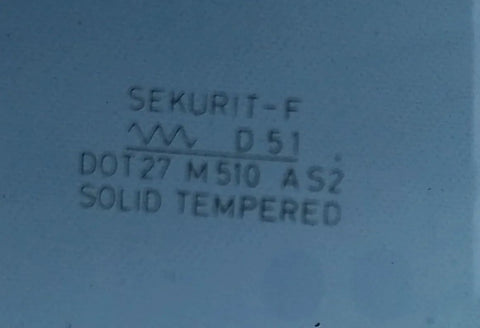 SEKURIT-F
D 51
DOT 27 M 510 AS2
SOLID TEMPERED